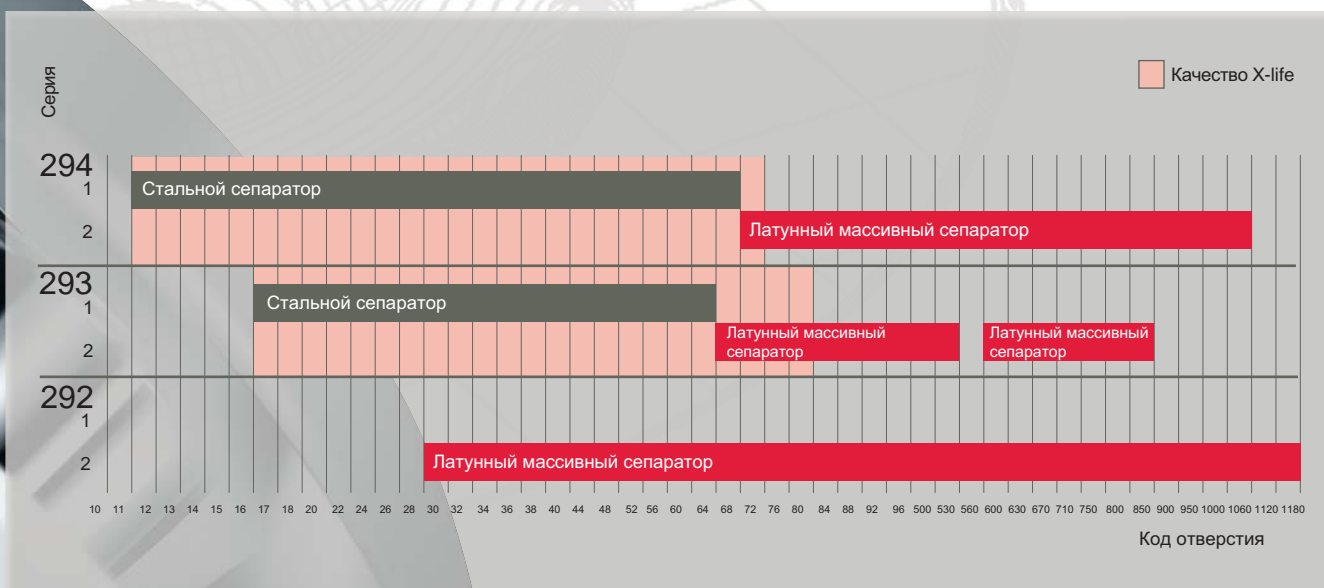 Серия
Качество X-life
294
1
Стальной сепаратор
2
Латунный массивный сепаратор
293
1
Стальной сепаратор
2
Латунный массивный
сепаратор
Латунный массивный
сепаратор
292
1
2
Латунный массивный сепаратор
10 11 12 13 14 15 16 17 18 20 22 24 26 28 30 32 34 36 38 40 44 48 52 56 60 64 68 72 76 80 84 88 92 96 500 530 560 600 630 670 710 750 800 850 900 950 1000 1060 1120 1180
Код отверстия